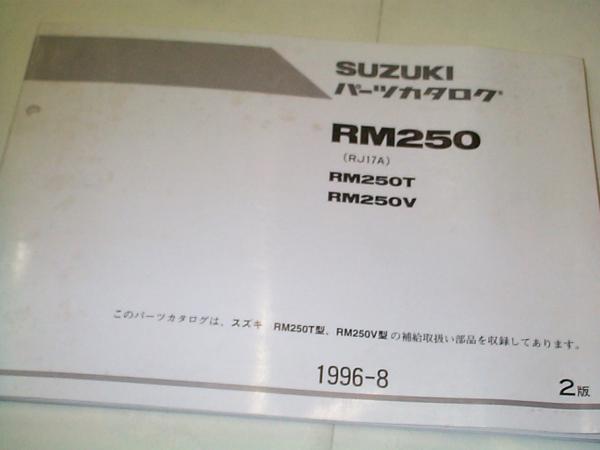 SUZUKI
パーツカタログ
RM250
(RJ17A)
RM250T
RM250V
このパーツカタログは、スズキ RM250T型、RM250V型の補給取扱い部品を収録してあります。
1996-8
2版